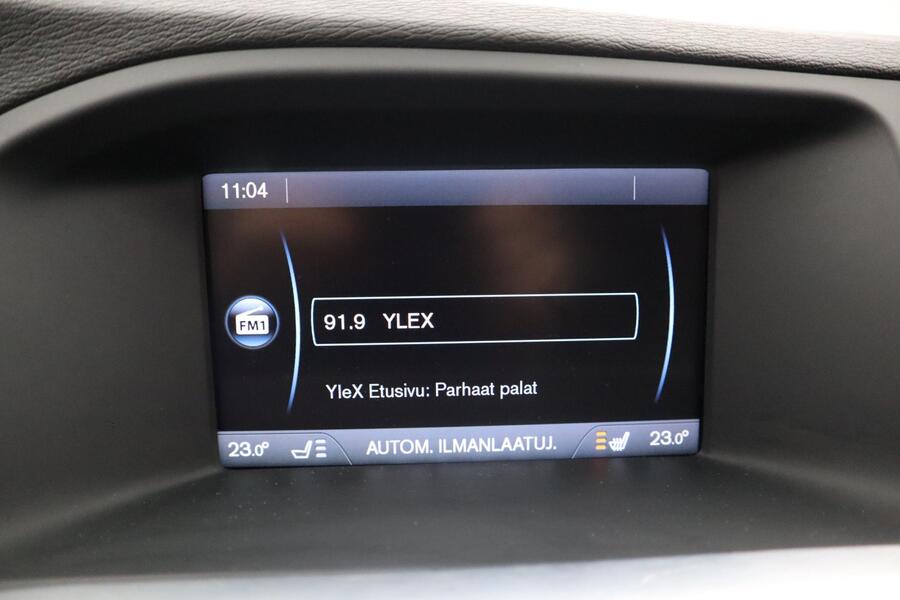 11:04
FM1
91.9 YLEX
YleX Etusivu: Parhaat palat
23.0° AUTOM. ILMANLAATUJ. 23.0°